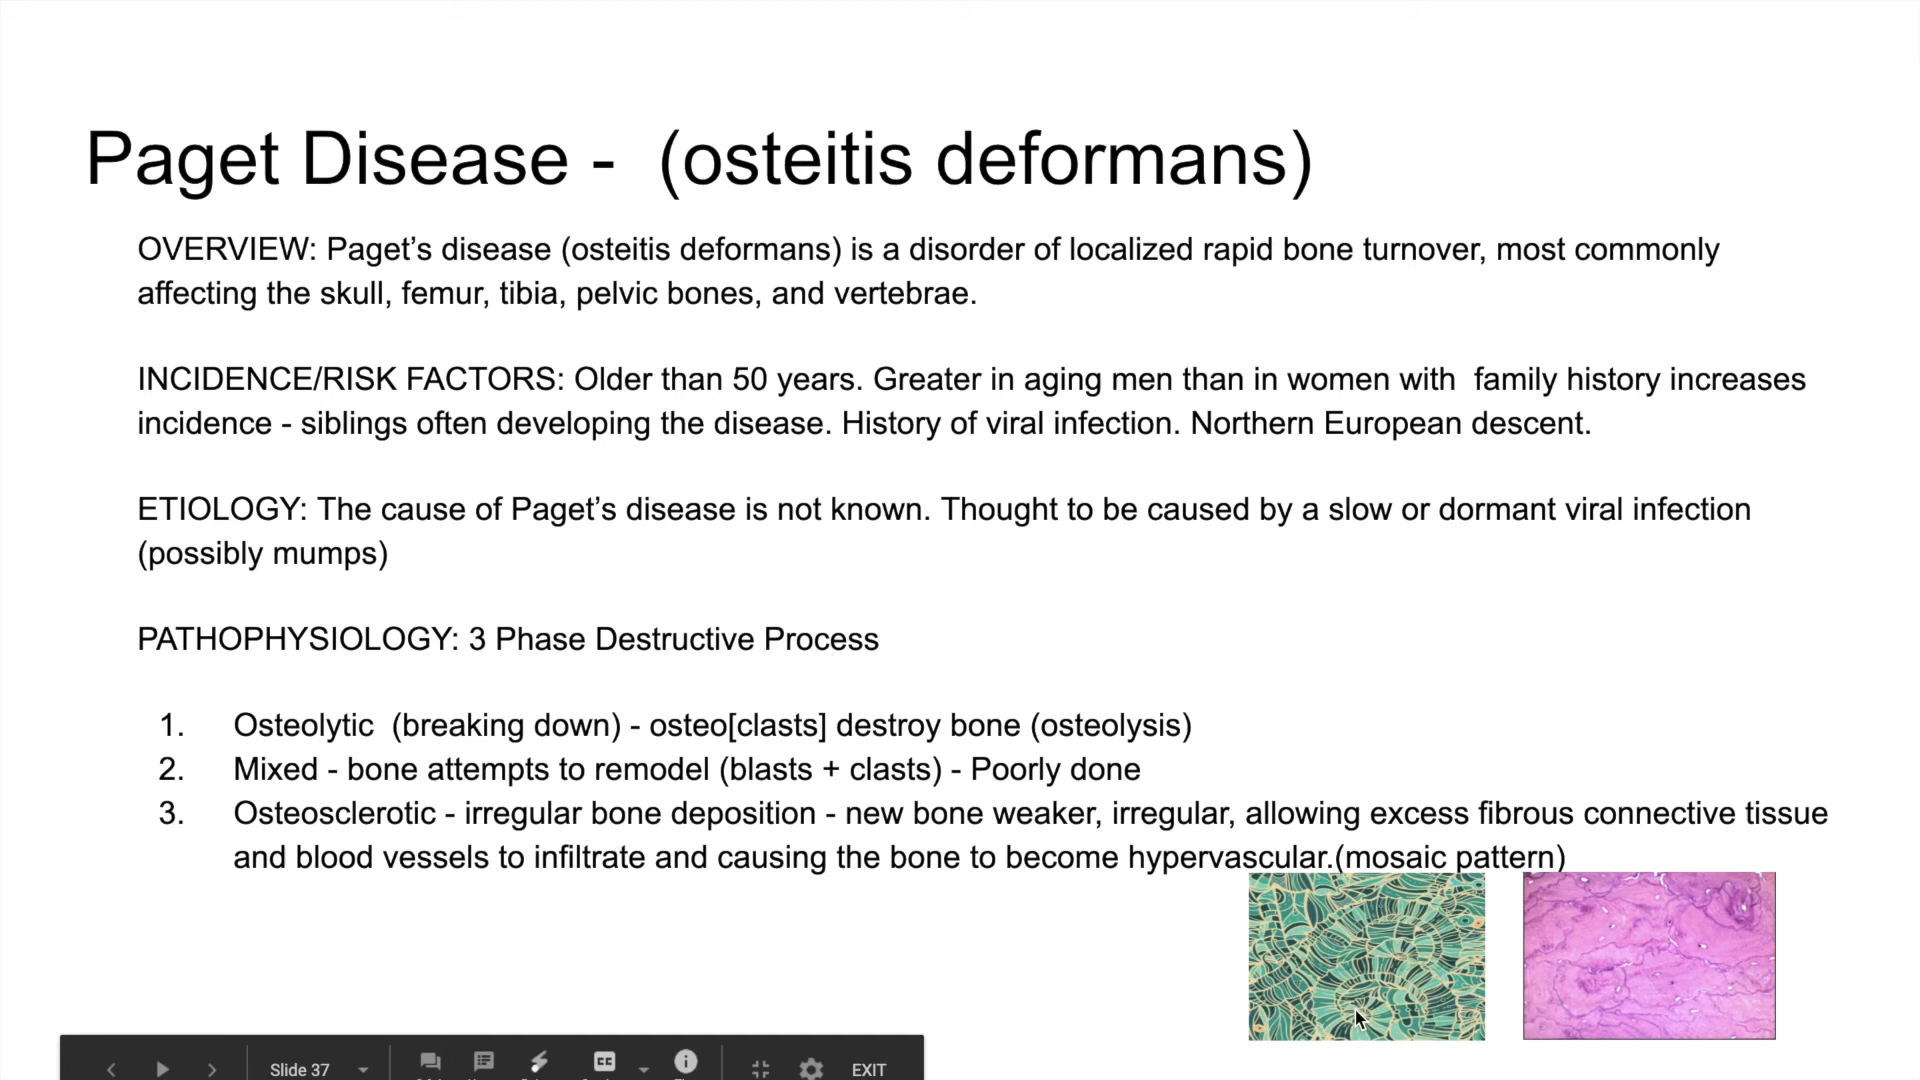 Paget Disease -  (osteitis deformans)
OVERVIEW: Paget’s disease (osteitis deformans) is a disorder of localized rapid bone turnover, most commonly
affecting the skull, femur, tibia, pelvic bones, and vertebrae.
INCIDENCE/RISK FACTORS: Older than 50 years. Greater in aging men than in women with  family history increases
incidence - siblings often developing the disease. History of viral infection. Northern European descent.
ETIOLOGY: The cause of Paget’s disease is not known. Thought to be caused by a slow or dormant viral infection
(possibly mumps)
PATHOPHYSIOLOGY: 3 Phase Destructive Process
1. Osteolytic  (breaking down) - osteo[clasts] destroy bone (osteolysis)
2. Mixed - bone attempts to remodel (blasts + clasts) - Poorly done
3. Osteosclerotic - irregular bone deposition - new bone weaker, irregular, allowing excess fibrous connective tissue
and blood vessels to infiltrate and causing the bone to become hypervascular.(mosaic pattern)
Slide 37 CC EXIT